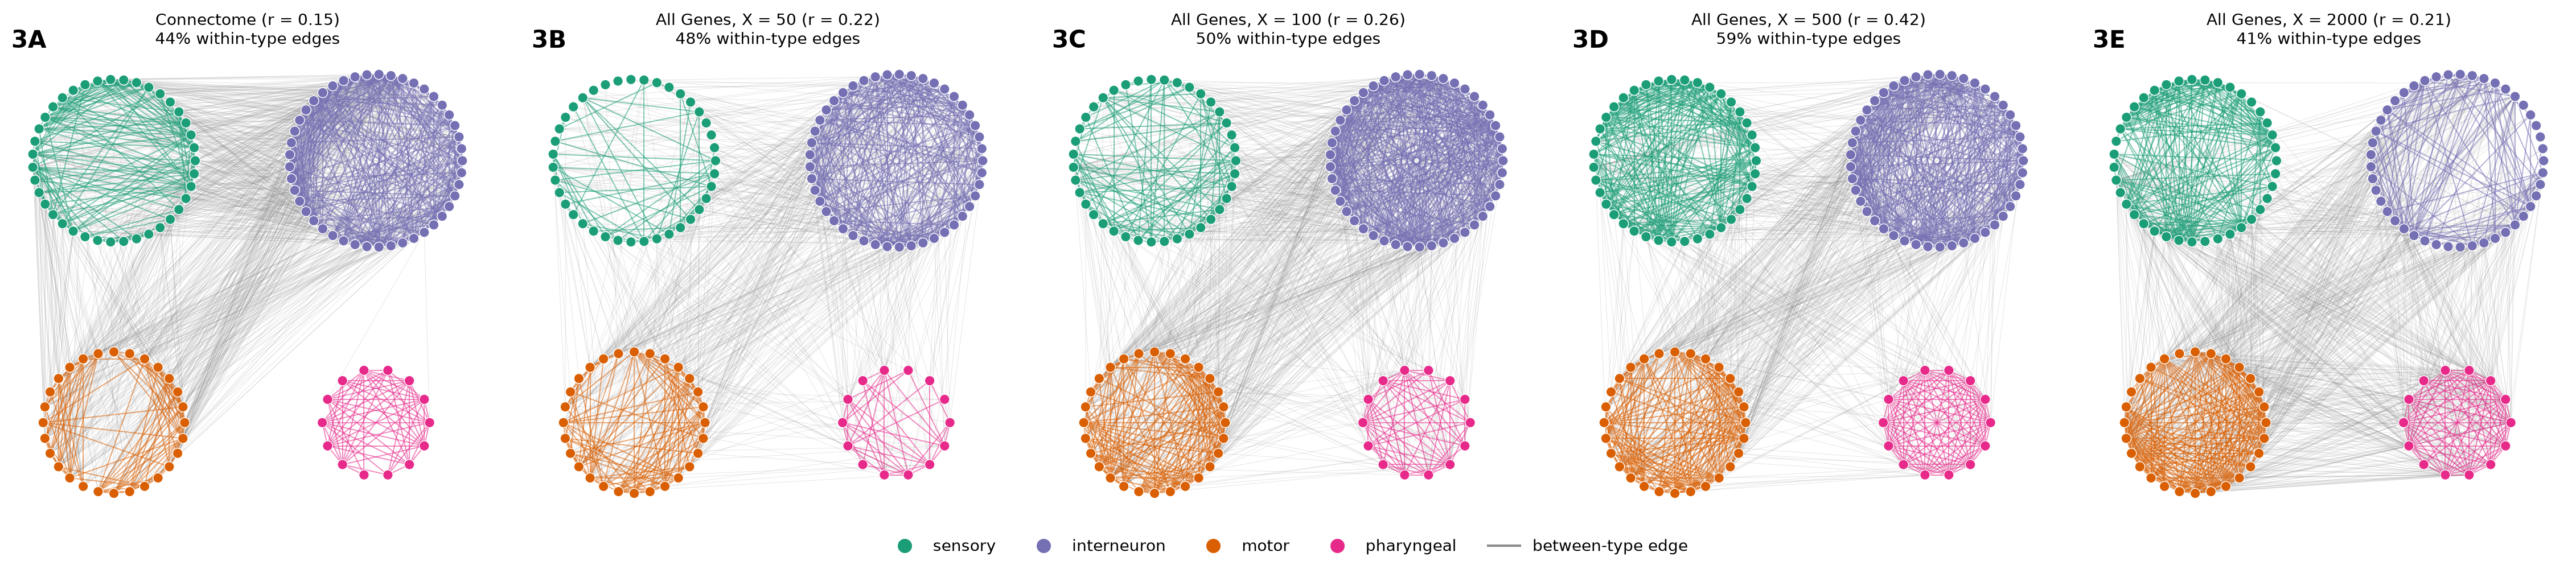 3A
Connectome (r = 0.15)
44% within-type edges
3B
All Genes, X = 50 (r = 0.22)
48% within-type edges
3C
All Genes, X = 100 (r = 0.26)
50% within-type edges
3D
All Genes, X = 500 (r = 0.42)
59% within-type edges
3E
All Genes, X = 2000 (r = 0.21)
41% within-type edges
sensory
interneuron
motor
pharyngeal
between-type edge